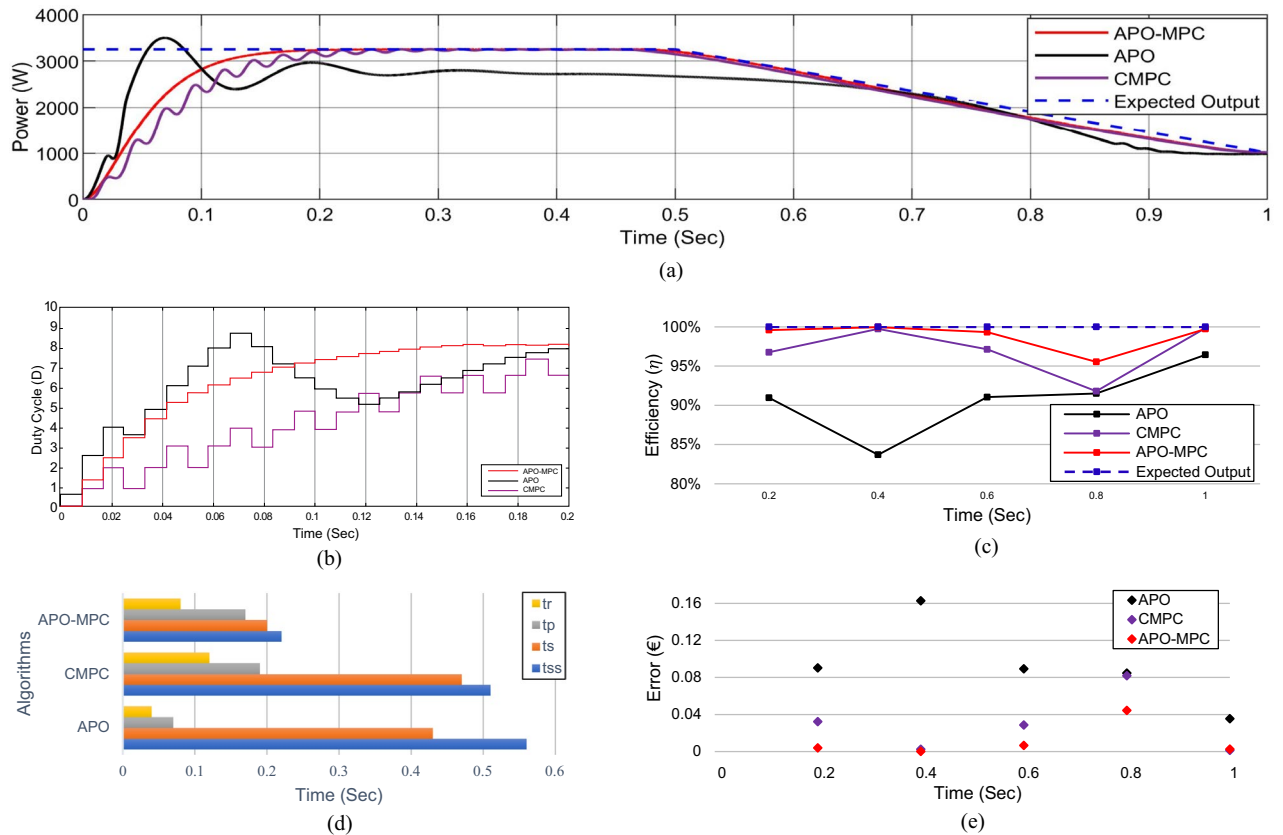 4000
3000
2000
1000
0
Power (W)
APO-MPC
APO
CMPC
Expected Output
0 0.1 0.2 0.3 0.4 0.5 0.6 0.7 0.8 0.9 1
Time (Sec)
(a)
10
9
8
7
6
5
4
3
2
1
0
Duty Cycle (D)
APO-MPC
APO
CMPC
0 0.02 0.04 0.06 0.08 0.1 0.12 0.14 0.16 0.18 0.2
Time (Sec)
(b)
100%
95%
90%
85%
80%
Efficiency (η)
APO
CMPC
APO-MPC
Expected Output
0.2 0.4 0.6 0.8 1
Time (Sec)
(c)
Algorithms
APO-MPC
CMPC
APO
tr
tp
ts
tss
0 0.1 0.2 0.3 0.4 0.5 0.6
Time (Sec)
(d)
0.16
0.12
0.08
0.04
0
Error (€)
APO
CMPC
APO-MPC
0 0.2 0.4 0.6 0.8 1
Time (Sec)
(e)